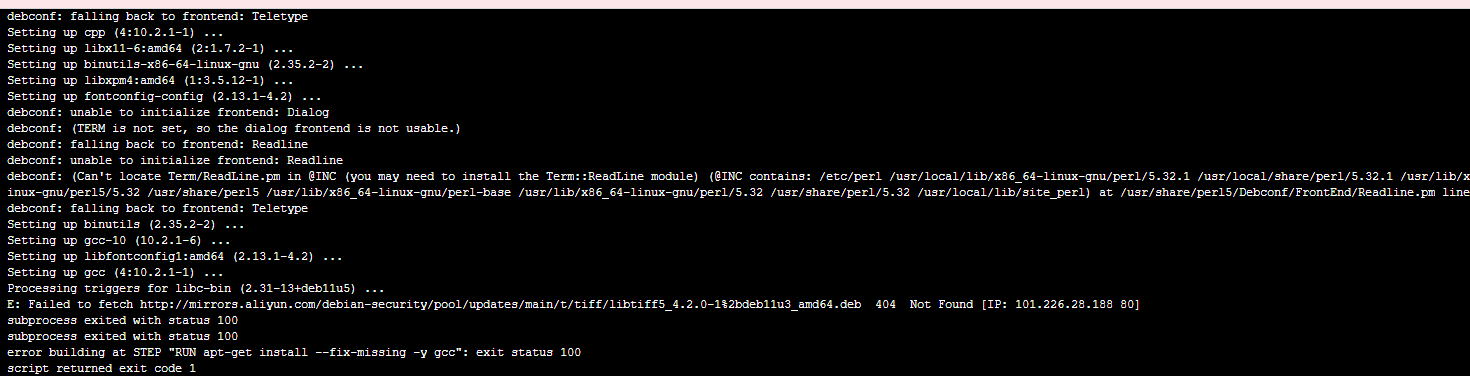 debconf: falling back to frontend: Teletype
Setting up cpp (4:10.2.1-1) ...
Setting up libx11-6:amd64 (2:1.7.2-1) ...
Setting up binutils-x86-64-linux-gnu (2.35.2-2) ...
Setting up libxpm4:amd64 (1:3.5.12-1) ...
Setting up fontconfig-config (2.13.1-4.2) ...
debconf: unable to initialize frontend: Dialog
debconf: (TERM is not set, so the dialog frontend is not usable.)
debconf: falling back to frontend: Readline
debconf: unable to initialize frontend: Readline
debconf: (Can't locate Term/ReadLine.pm in @INC (you may need to install the Term::ReadLine module) (@INC contains: /etc/perl /usr/local/lib/x86_64-linux-gnu/perl/5.32.1 /usr/local/share/perl/5.32.1 /usr/lib/x
inux-gnu/perl5/5.32 /usr/share/perl5 /usr/lib/x86_64-linux-gnu/perl-base /usr/lib/x86_64-linux-gnu/perl/5.32 /usr/share/perl/5.32 /usr/local/lib/site_perl) at /usr/share/perl5/Debconf/FrontEnd/Readline.pm line
debconf: falling back to frontend: Teletype
Setting up binutils (2.35.2-2) ...
Setting up gcc-10 (10.2.1-6) ...
Setting up libfontconfig1:amd64 (2.13.1-4.2) ...
Setting up gcc (4:10.2.1-1) ...
Processing triggers for libc-bin (2.31-13+deb11u5) ...
E: Failed to fetch http://mirrors.aliyun.com/debian-security/pool/updates/main/t/tiff/libtiff5_4.2.0-1%2bdeb11u3_amd64.deb  404  Not Found [IP: 101.226.28.188 80]
subprocess exited with status 100
subprocess exited with status 100
error building at STEP "RUN apt-get install --fix-missing -y gcc": exit status 100
script returned exit code 1